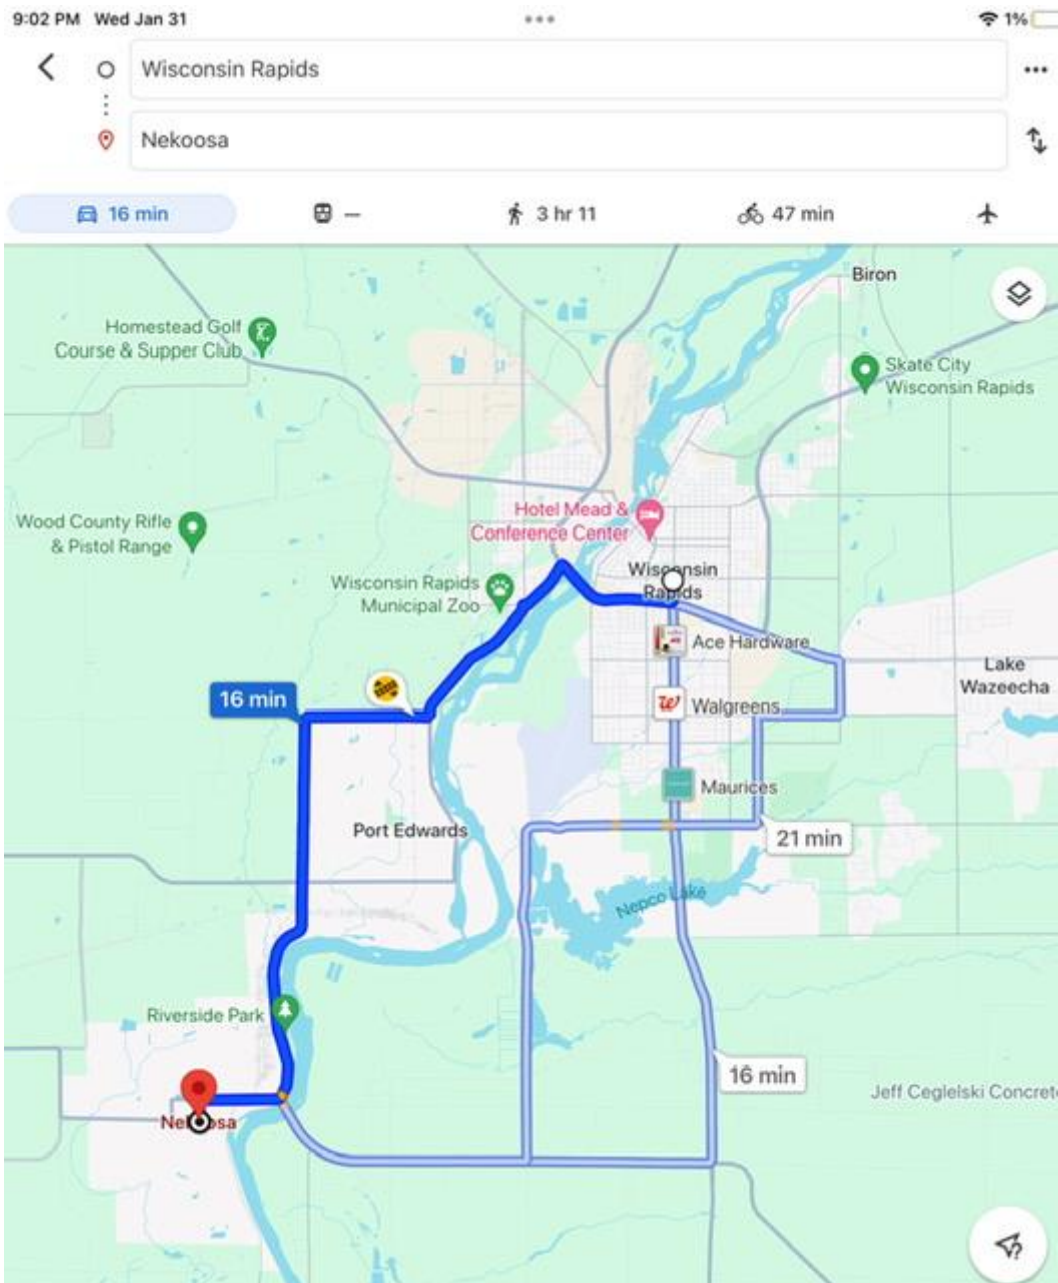 9:02 PM Wed Jan 31
1%
Wisconsin Rapids
Nekoosa
16 min
—
3 hr 11
47 min
Biron
Homestead Golf
Course & Supper Club
Skate City
Wisconsin Rapids
Hotel Mead &
Conference Center
Wood County Rifle
& Pistol Range
Wisconsin Rapids
Municipal Zoo
Wisconsin
Rapids
Ace Hardware
Lake
Wazeecha
16 min
Walgreens
Maurices
Port Edwards
21 min
Nepco Lake
Riverside Park
16 min
Jeff Ceglelski Concrete
Nekoosa